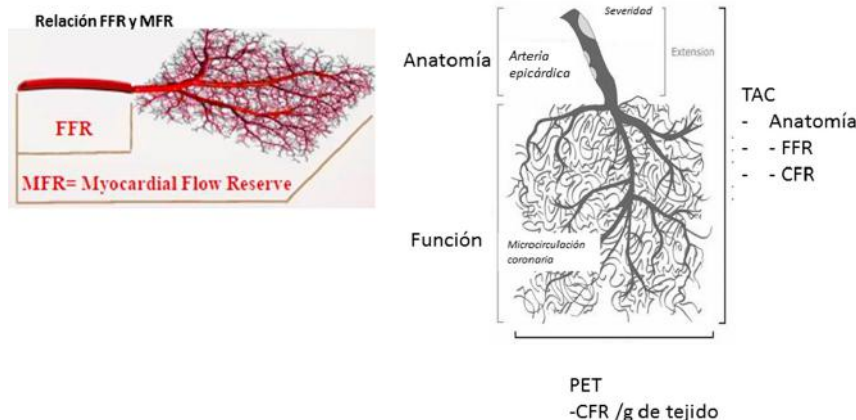 Relación FFR y MFR
FFR
MFR= Myocardial Flow Reserve
Anatomía
Arteria
epicárdica
Severidad
Extension
Función
Microcirculación
coronaria
TAC
- Anatomía
- - FFR
- - CFR
PET
-CFR /g de tejido